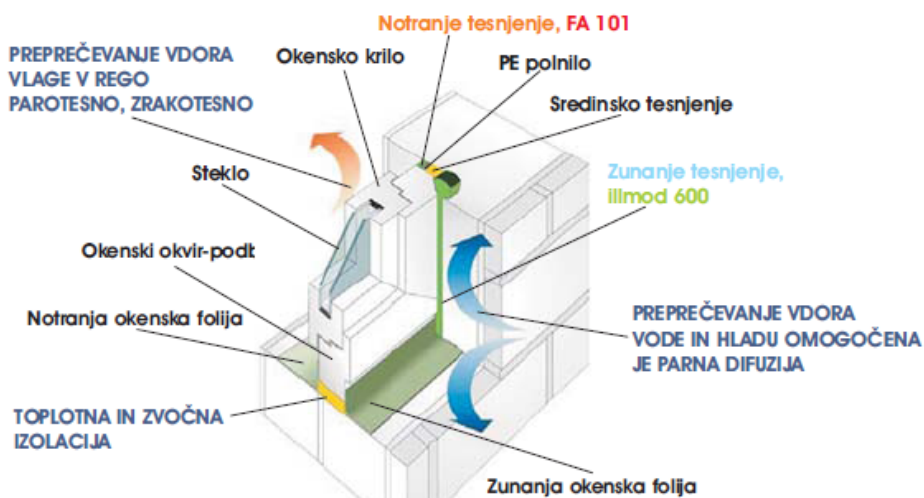 Notranje tesnjenje, FA 101
Okensko krilo
PE polnilo
PREPREČEVANJE VDORA
VLAGE V REGO
PAROTESNO, ZRAKOTESNO
Sredinsko tesnjenje
Steklo
Zunanje tesnjenje,
illmod 600
Okenski okvir-podb
Notranja okenska folija
PREPREČEVANJE VDORA
VODE IN HLADU OMOGOČENA
JE PARNA DIFUZIJA
TOPLOTNA IN ZVOČNA
IZOLACIJA
Zunanja okenska folija